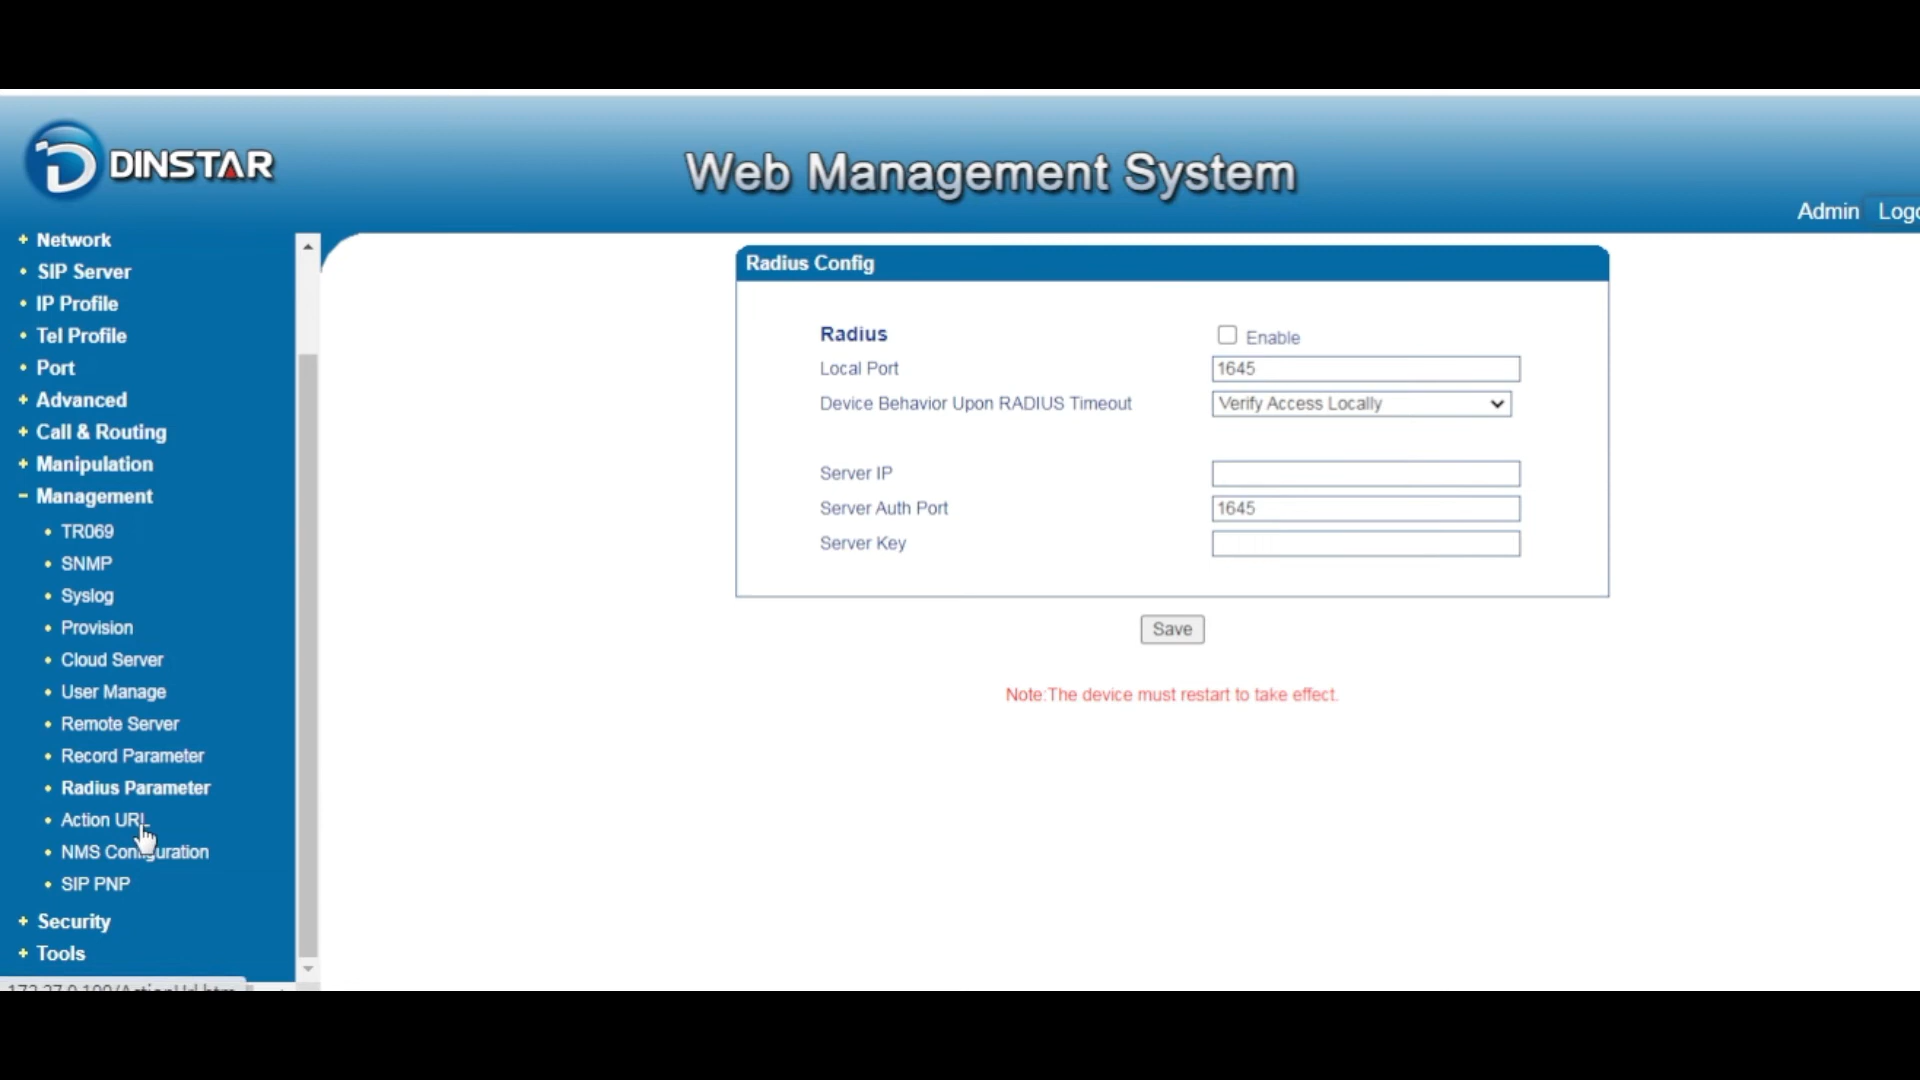 DINSTAR
Web Management System
Admin
Network
SIP Server
IP Profile
Tel Profile
Port
Advanced
Call & Routing
Manipulation
Management
TR069
SNMP
Syslog
Provision
Cloud Server
User Manage
Remote Server
Record Parameter
Radius Parameter
Action URL
NMS Configuration
SIP PNP
Security
Tools
Radius Config
Radius Enable
Local Port 1645
Device Behavior Upon RADIUS Timeout Verify Access Locally
Server IP
Server Auth Port 1645
Server Key
Save
Note:The device must restart to take effect.